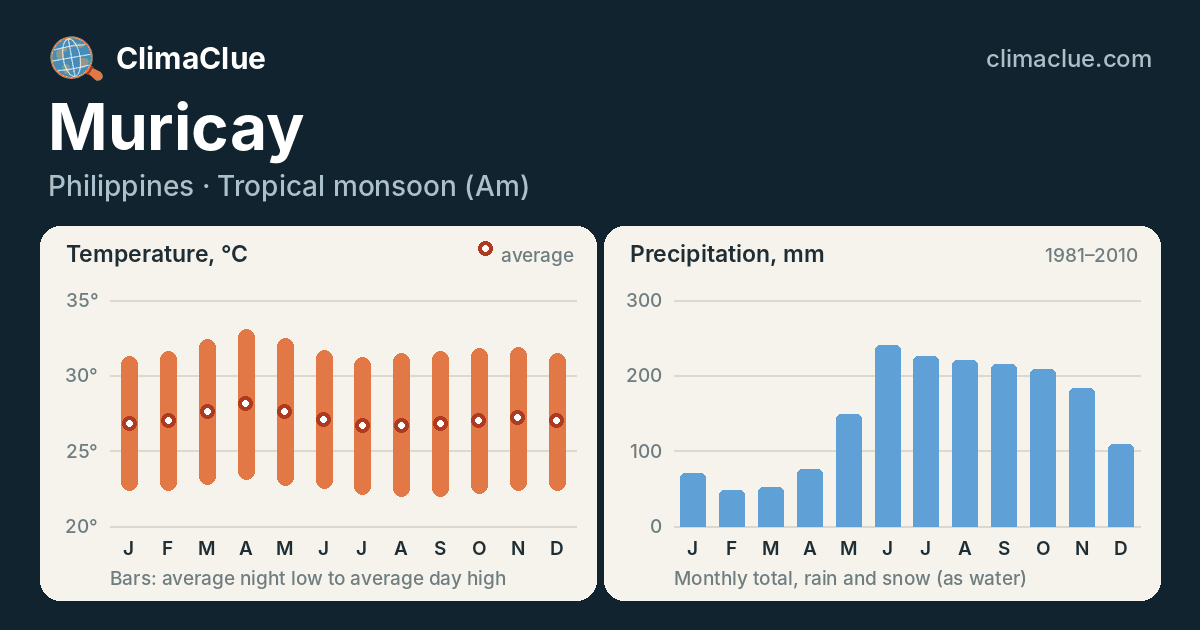 ClimaClue
climaclue.com
Muricay
Philippines · Tropical monsoon (Am)
Temperature, °C
average
35°
30°
25°
20°
J F M A M J J A S O N D
Bars: average night low to average day high
Precipitation, mm
1981–2010
300
200
100
0
J F M A M J J A S O N D
Monthly total, rain and snow (as water)